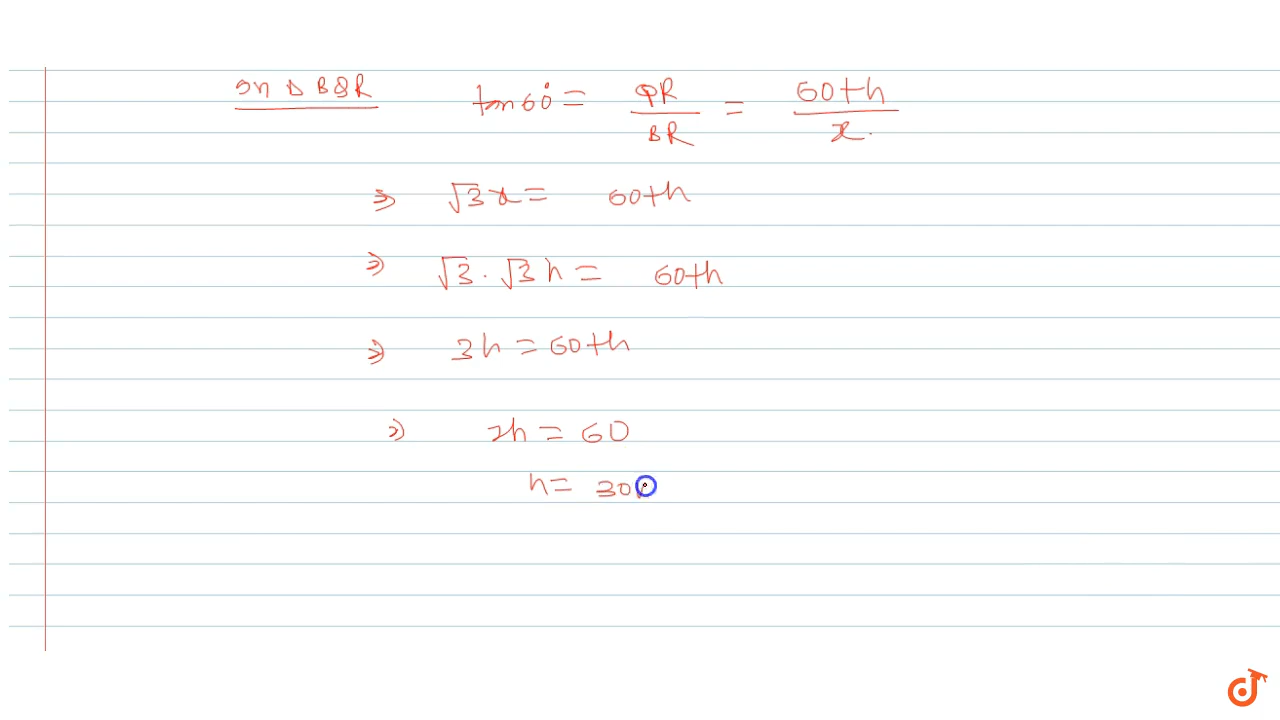 In Δ BQR tan 60° = QR/BR = 60+h/x
⇒ √3 x = 60+h
⇒ √3 · √3 h = 60+h
⇒ 3h = 60+h
⇒ 2h = 60
h = 30